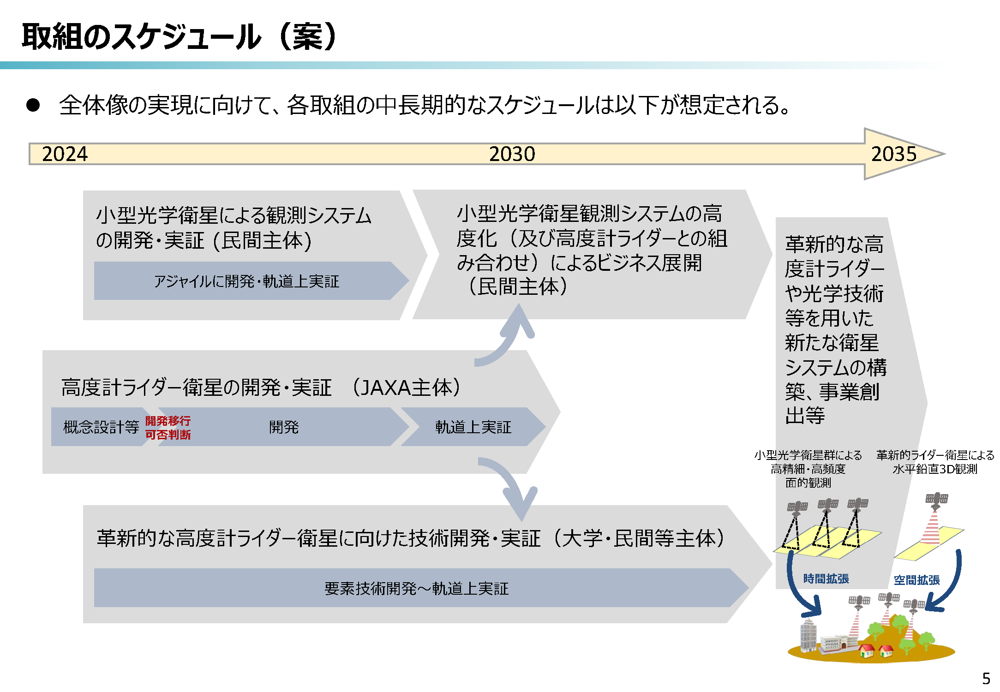 取組のスケジュール（案）
● 全体像の実現に向けて、各取組の中長期的なスケジュールは以下が想定される。
2024 2030 2035
小型光学衛星による観測システム
の開発・実証 (民間主体)
アジャイルに開発・軌道上実証
小型光学衛星観測システムの高
度化（及び高度計ライダーとの組
み合わせ）によるビジネス展開
（民間主体）
高度計ライダー衛星の開発・実証 （JAXA主体）
概念設計等
開発移行
可否判断
開発
軌道上実証
革新的な高度計ライダー衛星に向けた技術開発・実証（大学・民間等主体）
要素技術開発～軌道上実証
革新的な高
度計ライダー
や光学技術
等を用いた
新たな衛星
システムの構
築、事業創
出等
小型光学衛星群による
高精細・高頻度
面的観測
革新的ライダー衛星による
水平鉛直3D観測
時間拡張
空間拡張
5